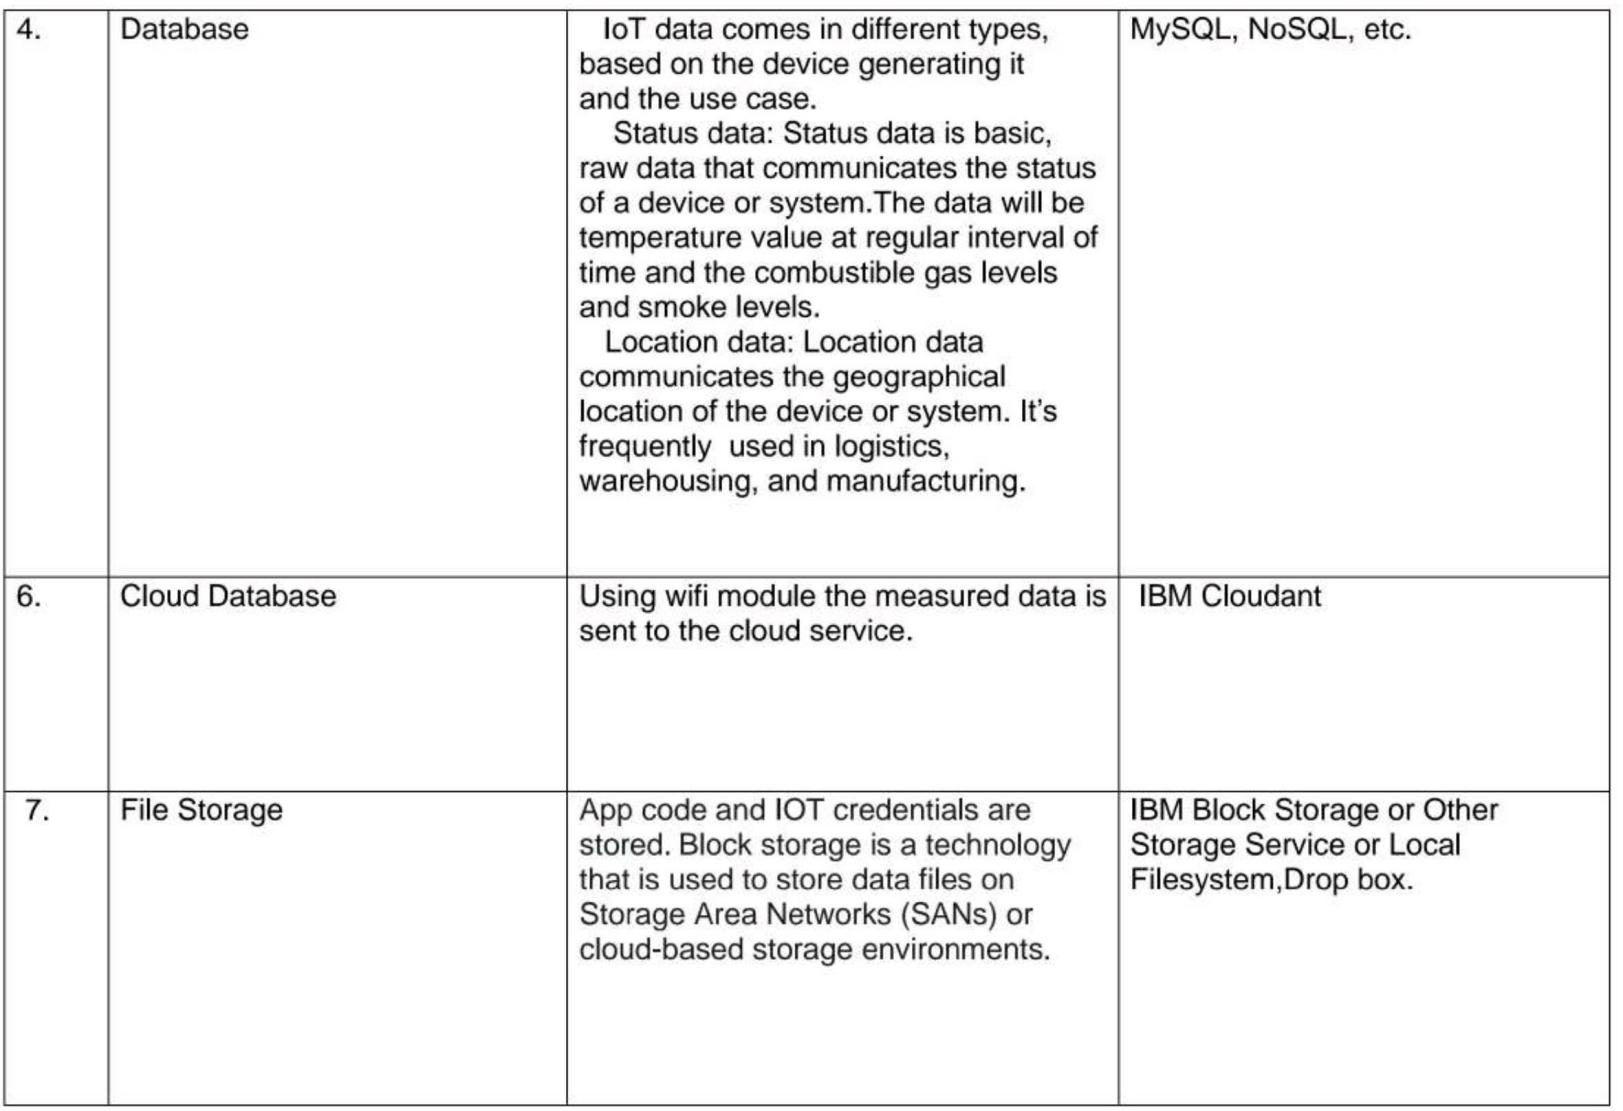 4.
Database
IoT data comes in different types,
based on the device generating it
and the use case.
Status data: Status data is basic,
raw data that communicates the status
of a device or system.The data will be
temperature value at regular interval of
time and the combustible gas levels
and smoke levels.
Location data: Location data
communicates the geographical
location of the device or system. It’s
frequently  used in logistics,
warehousing, and manufacturing.
MySQL, NoSQL, etc.
6.
Cloud Database
Using wifi module the measured data is
sent to the cloud service.
IBM Cloudant
7.
File Storage
App code and IOT credentials are
stored. Block storage is a technology
that is used to store data files on
Storage Area Networks (SANs) or
cloud-based storage environments.
IBM Block Storage or Other
Storage Service or Local
Filesystem,Drop box.